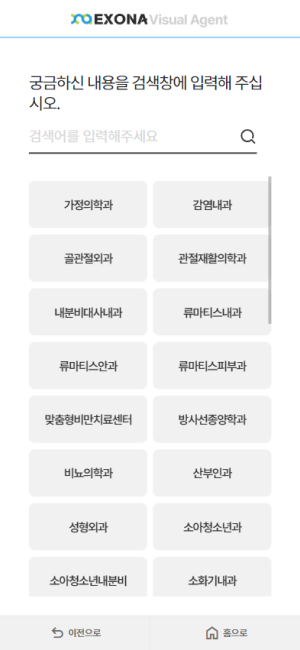 EXONA Visual Agent
궁금하신 내용을 검색창에 입력해 주십
시오.
검색어를 입력해주세요
가정의학과 감염내과
골관절외과 관절재활의학과
내분비대사내과 류마티스내과
류마티스안과 류마티스피부과
맞춤형비만치료센터 방사선종양학과
비뇨의학과 산부인과
성형외과 소아청소년과
소아청소년내분비 소화기내과
이전으로 홈으로